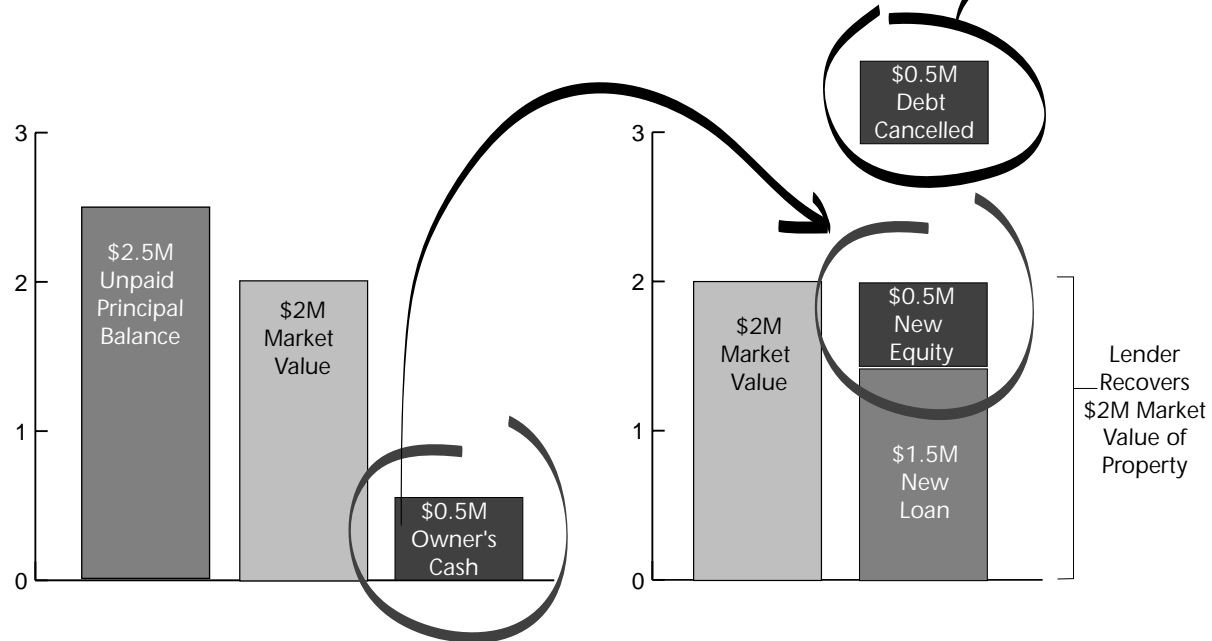 3
2
1
0
$2.5M
Unpaid
Principal
Balance
$2M
Market
Value
$0.5M
Owner's
Cash
3
2
1
0
$2M
Market
Value
$0.5M
Debt
Cancelled
$0.5M
New
Equity
$1.5M
New
Loan
Lender
Recovers
$2M Market
Value of
Property